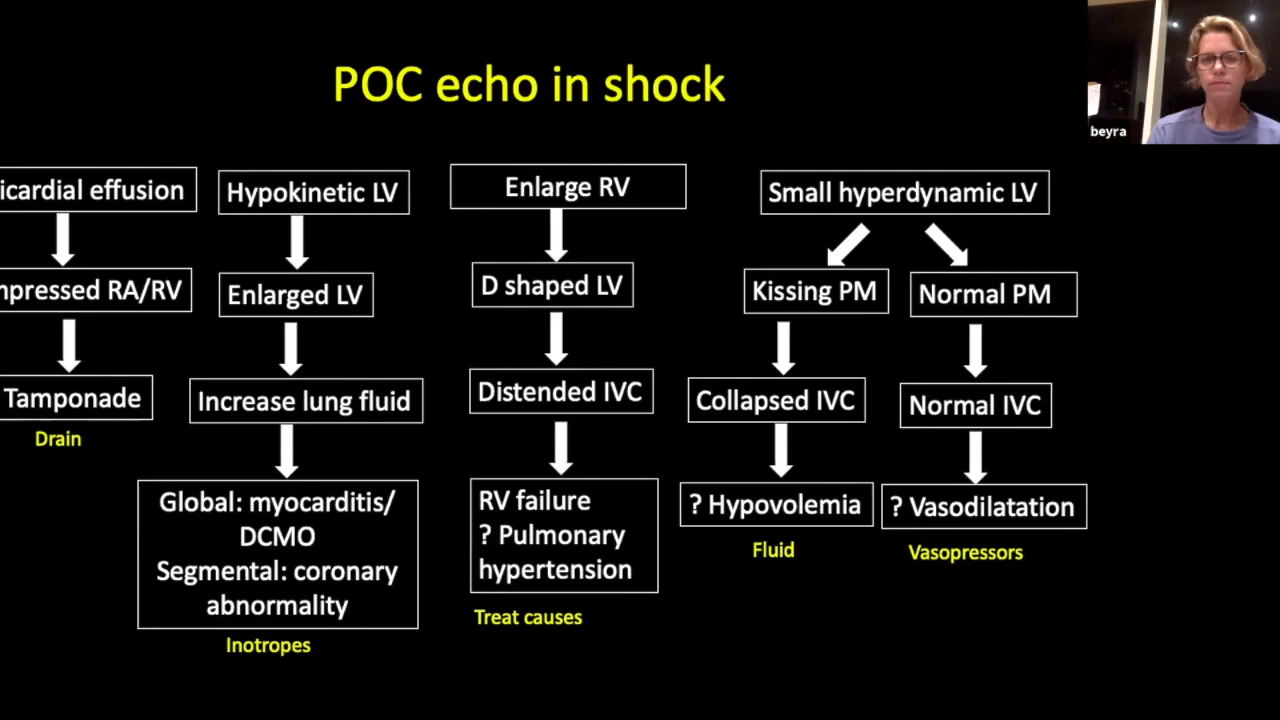 POC echo in shock
beyra
icardial effusion
Hypokinetic LV
Enlarge RV
Small hyperdynamic LV
npressed RA/RV
Enlarged LV
D shaped LV
Kissing PM
Normal PM
Tamponade
Increase lung fluid
Distended IVC
Collapsed IVC
Normal IVC
Drain
Global: myocarditis/
DCMO
Segmental: coronary
abnormality
RV failure
? Pulmonary
hypertension
? Hypovolemia
? Vasodilatation
Inotropes
Treat causes
Fluid
Vasopressors